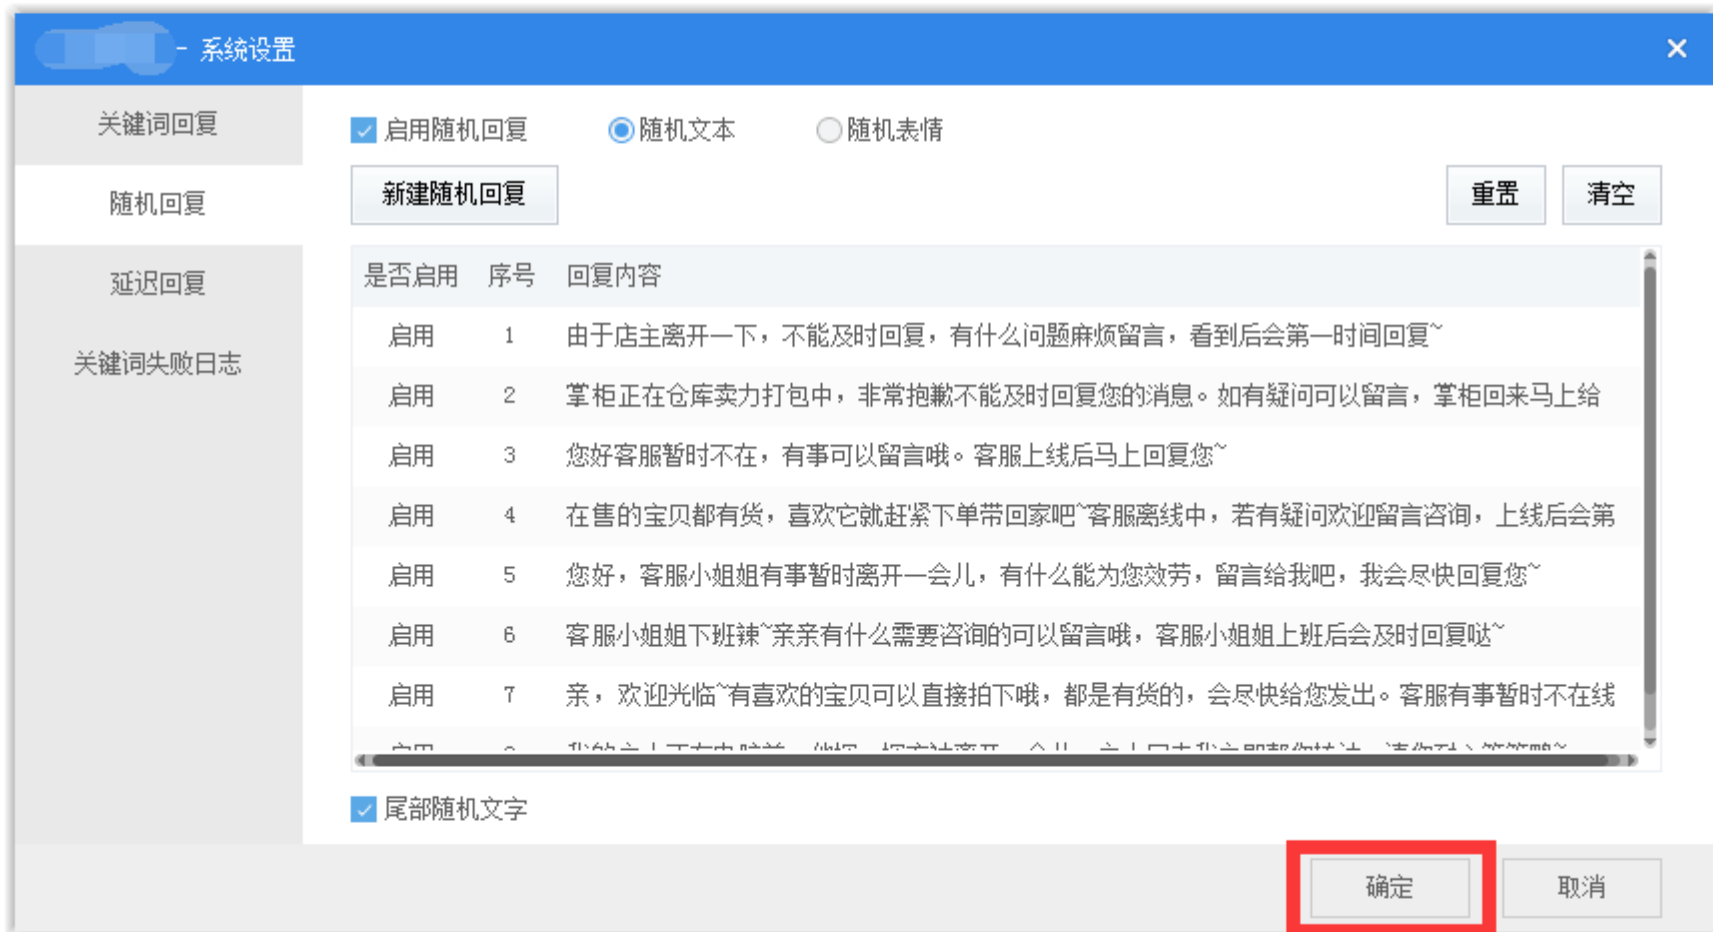 - 系统设置
关键词回复
随机回复
延迟回复
关键词失败日志
启用随机回复 随机文本 随机表情
新建随机回复 重置 清空
是否启用 序号 回复内容
启用 1 由于店主离开一下，不能及时回复，有什么问题麻烦留言，看到后会第一时间回复~
启用 2 掌柜正在仓库卖力打包中，非常抱歉不能及时回复您的消息。如有疑问可以留言，掌柜回来马上给
启用 3 您好客服暂时不在，有事可以留言哦。客服上线后马上回复您~
启用 4 在售的宝贝都有货，喜欢它就赶紧下单带回家吧~客服离线中，若有疑问欢迎留言咨询，上线后会第
启用 5 您好，客服小姐姐有事暂时离开一会儿，有什么能为您效劳，留言给我吧，我会尽快回复您~
启用 6 客服小姐姐下班辣~亲亲有什么需要咨询的可以留言哦，客服小姐姐上班后会及时回复哒~
启用 7 亲，欢迎光临~有喜欢的宝贝可以直接拍下哦，都是有货的，会尽快给您发出。客服有事暂时不在线
尾部随机文字
确定 取消